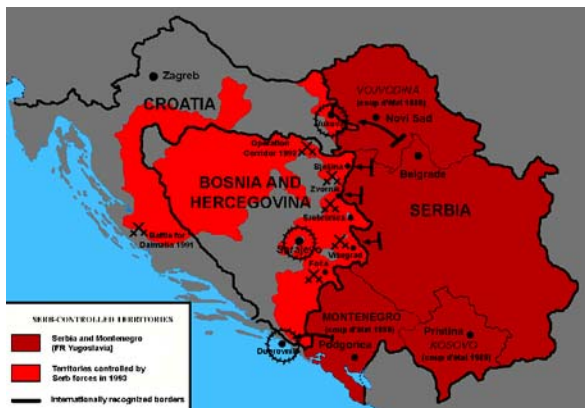 Zagreb
CROATIA
VOJVODINA
(coup d'état 1988)
Novi Sad
Vukovar
Operation
Corridor 1992
Bijeljina
Belgrade
BOSNIA AND
HERCEGOVINA
Zvornik
SERBIA
Srebrenica
Battle for
Dalmatia 1991
Sarajevo
Višegrad
Foča
SERB-CONTROLLED TERRITORIES
Serbia and Montenegro
(FR Yugoslavia)
Territories controlled by
Serb forces in 1993
Internationally recognized borders
MONTENEGRO
(coup d'état 1989)
Podgorica
Dubrovnik
Pristina
KOSOVO
(coup d'état 1989)